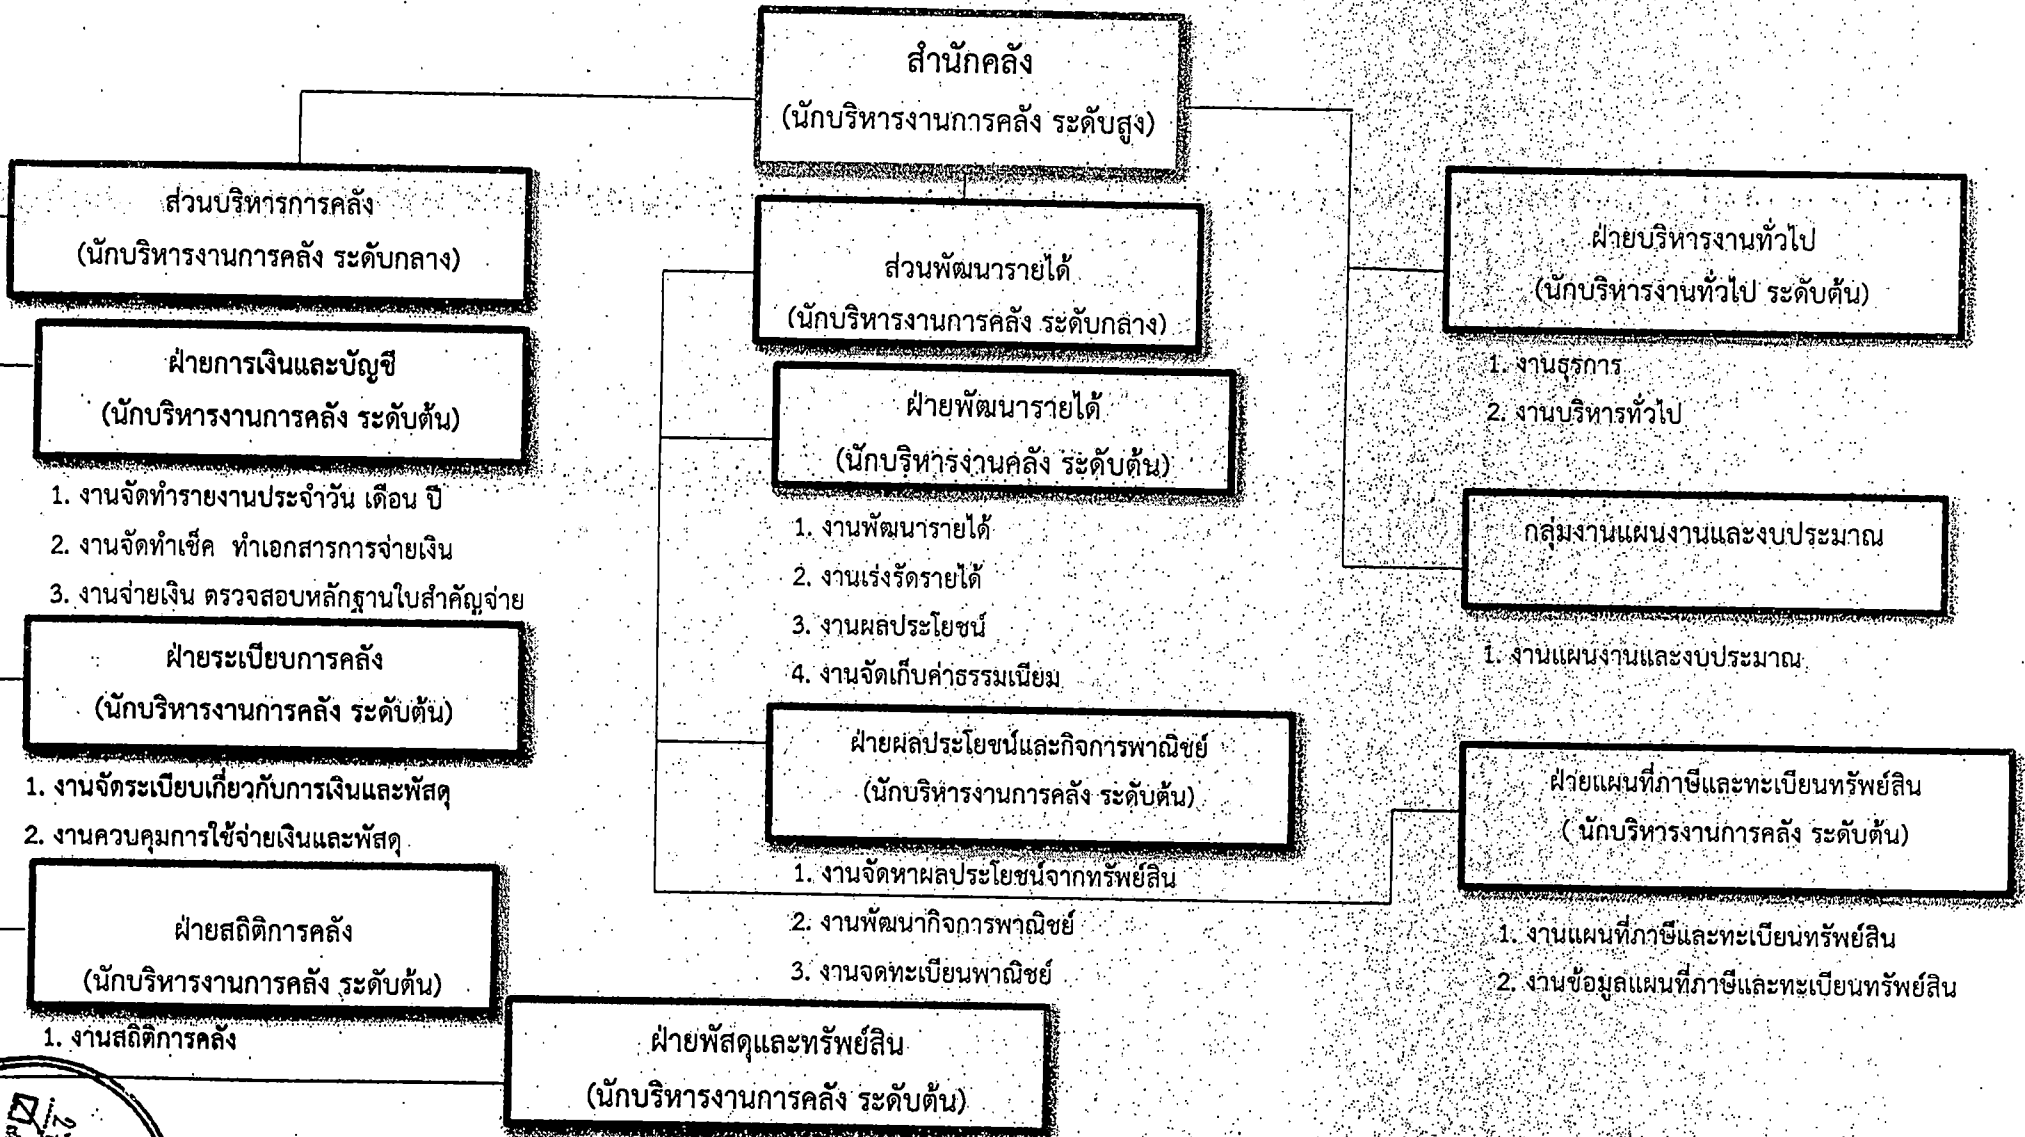 สำนักคลัง
(นักบริหารงานการคลัง ระดับสูง)
ส่วนบริหารการคลัง
(นักบริหารงานการคลัง ระดับกลาง)
ฝ่ายการเงินและบัญชี
(นักบริหารงานการคลัง ระดับต้น)
1. งานจัดทำรายงานประจำวัน เดือน ปี
2. งานจัดทำเช็ค ทำเอกสารการจ่ายเงิน
3. งานจ่ายเงิน ตรวจสอบหลักฐานใบสำคัญจ่าย
ฝ่ายระเบียบการคลัง
(นักบริหารงานการคลัง ระดับต้น)
1. งานจัดระเบียบเกี่ยวกับการเงินและพัสดุ
2. งานควบคุมการใช้จ่ายเงินและพัสดุ
ฝ่ายสถิติการคลัง
(นักบริหารงานการคลัง ระดับต้น)
1. งานสถิติการคลัง
ฝ่ายพัสดุและทรัพย์สิน
(นักบริหารงานการคลัง ระดับต้น)
ส่วนพัฒนารายได้
(นักบริหารงานการคลัง ระดับกลาง)
ฝ่ายพัฒนารายได้
(นักบริหารงานคลัง ระดับต้น)
1. งานพัฒนารายได้
2. งานเร่งรัดรายได้
3. งานผลประโยชน์
4. งานจัดเก็บค่าธรรมเนียม
ฝ่ายผลประโยชน์และกิจการพาณิชย์
(นักบริหารงานการคลัง ระดับต้น)
1. งานจัดหาผลประโยชน์จากทรัพย์สิน
2. งานพัฒนากิจการพาณิชย์
3. งานจดทะเบียนพาณิชย์
ฝ่ายบริหารงานทั่วไป
(นักบริหารงานทั่วไป ระดับต้น)
1. งานธุรการ
2. งานบริหารทั่วไป
กลุ่มงานแผนงานและงบประมาณ
1. งานแผนงานและงบประมาณ
ฝ่ายแผนที่ภาษีและทะเบียนทรัพย์สิน
( นักบริหารงานการคลัง ระดับต้น)
1. งานแผนที่ภาษีและทะเบียนทรัพย์สิน
2. งานข้อมูลแผนที่ภาษีและทะเบียนทรัพย์สิน